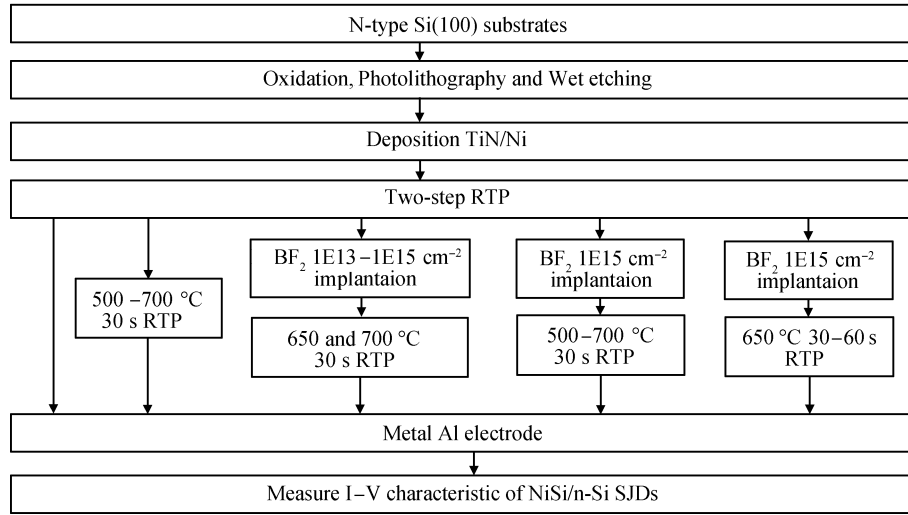 N-type Si(100) substrates
Oxidation, Photolithography and Wet etching
Deposition TiN/Ni
Two-step RTP
500–700 °C
30 s RTP
BF₂ 1E13–1E15 cm⁻²
implantaion
650 and 700 °C
30 s RTP
BF₂ 1E15 cm⁻²
implantaion
500–700 °C
30 s RTP
BF₂ 1E15 cm⁻²
implantaion
650 °C 30–60 s
RTP
Metal Al electrode
Measure I–V characteristic of NiSi/n-Si SJDs